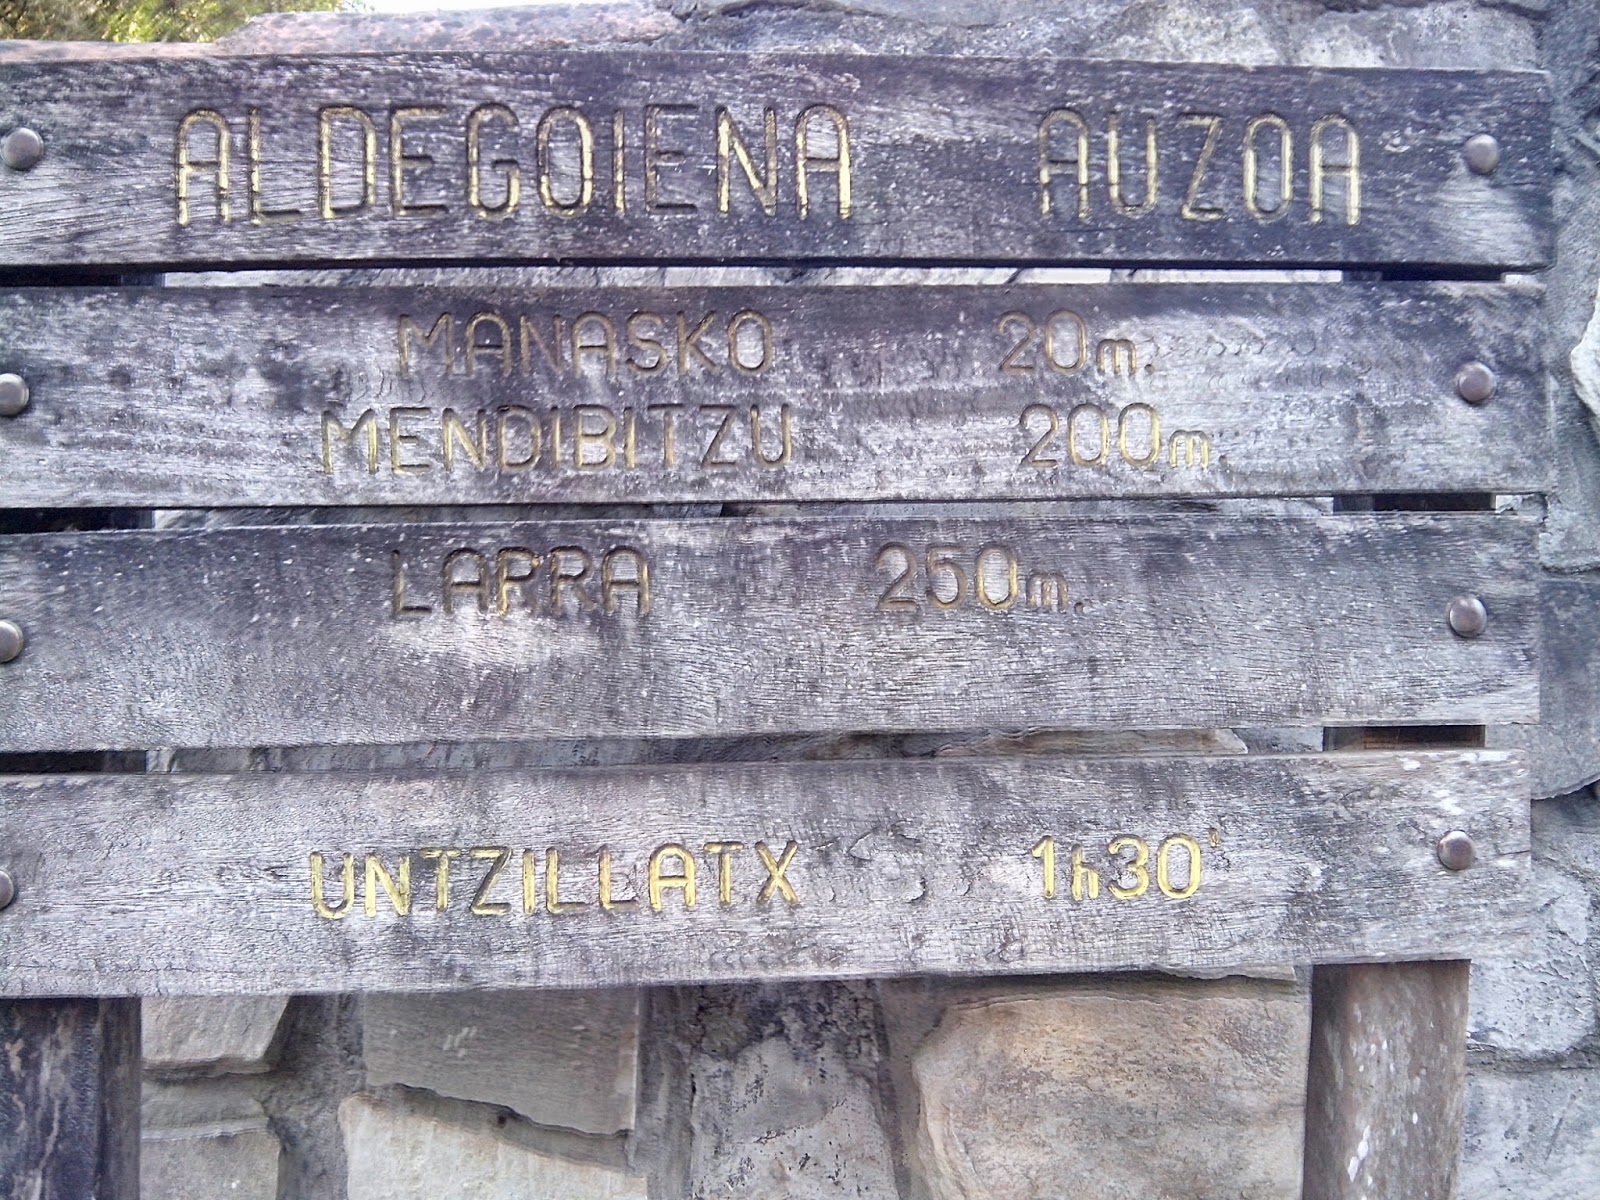 ALDEGOIENA AUZOA
MANASKO 20m.
MENDIBITZU 200m.
LARRA 250m.
UNTZILLATX 1h30'